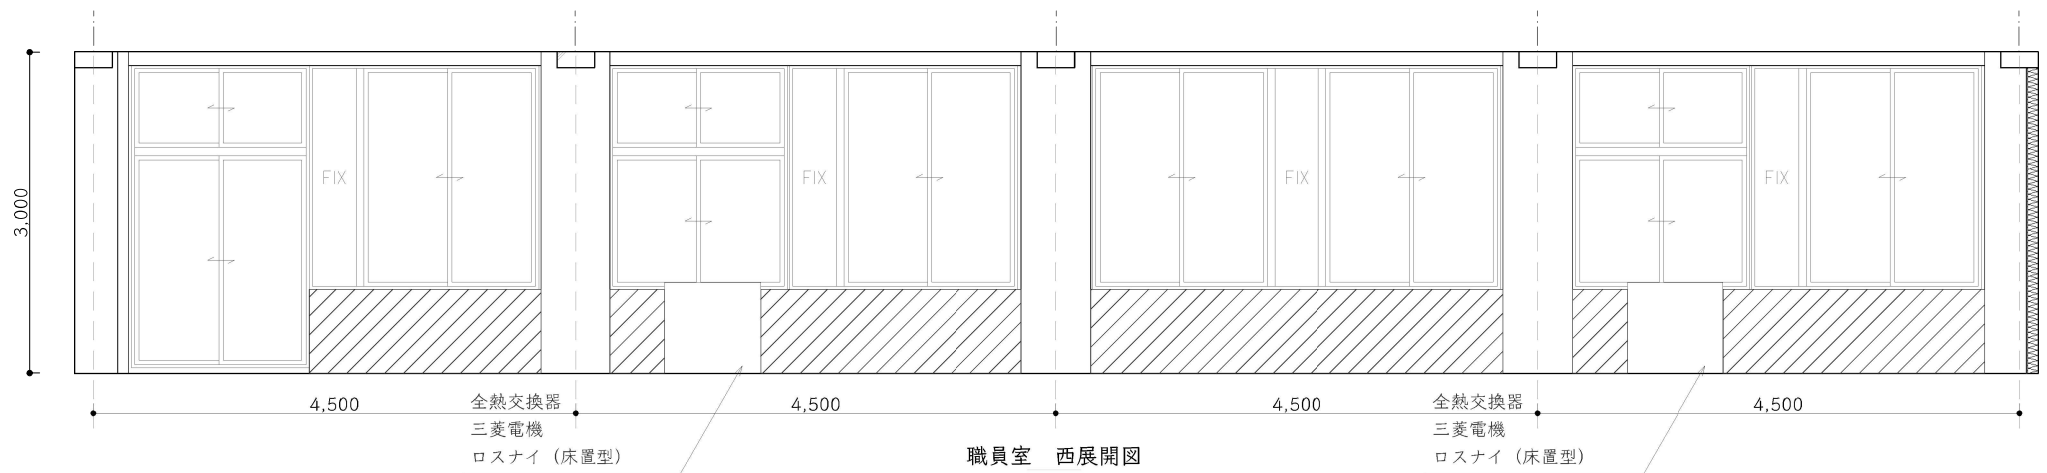 3,000
FIX
FIX
FIX
FIX
4,500
4,500
4,500
4,500
全熱交換器
三菱電機
ロスナイ（床置型）
全熱交換器
三菱電機
ロスナイ（床置型）
職員室　西展開図